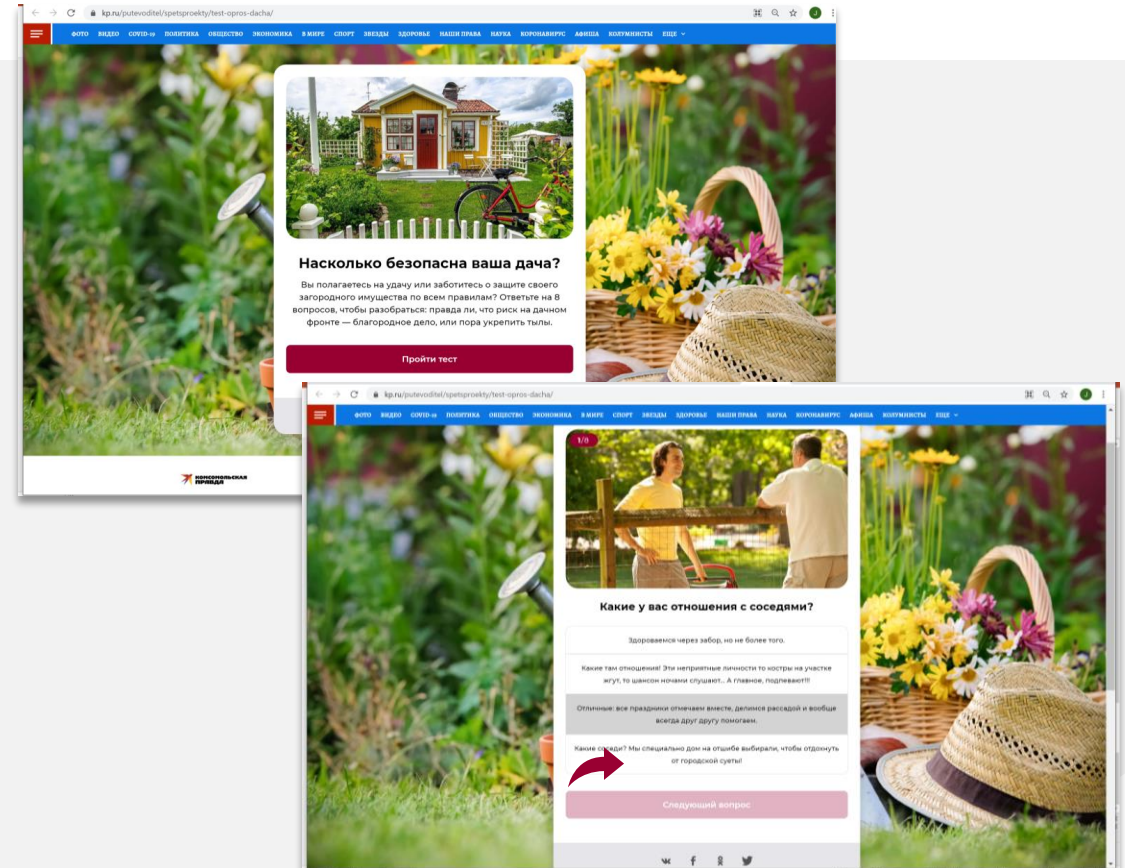 kp.ru/putevoditel/spetsproekty/test-opros-dacha/
J
ФОТО ВИДЕО COVID-19 ПОЛИТИКА ОБЩЕСТВО ЭКОНОМИКА В МИРЕ СПОРТ ЗВЕЗДЫ ЗДОРОВЬЕ НАШИ ПРАВА НАУКА КОРОНАВИРУС АФИША КОЛУМНИСТЫ ЕЩЕ
Насколько безопасна ваша дача?
Вы полагаетесь на удачу или заботитесь о защите своего
загородного имущества по всем правилам? Ответьте на 8
вопросов, чтобы разобраться: правда ли, что риск на дачном
фронте — благородное дело, или пора укрепить тылы.
Пройти тест
КОМСОМОЛЬСКАЯ
ПРАВДА
kp.ru/putevoditel/spetsproekty/test-opros-dacha/
J
ФОТО ВИДЕО COVID-19 ПОЛИТИКА ОБЩЕСТВО ЭКОНОМИКА В МИРЕ СПОРТ ЗВЕЗДЫ ЗДОРОВЬЕ НАШИ ПРАВА НАУКА КОРОНАВИРУС АФИША КОЛУМНИСТЫ ЕЩЕ
1/8
Какие у вас отношения с соседями?
Здороваемся через забор, но не более того.
Какие там отношения! Эти неприятные личности то костры на участке
жгут, то шансон ночами слушают... А главное, подпевают!!!
Отличные: все праздники отмечаем вместе, делимся рассадой и вообще
всегда друг другу помогаем.
Какие соседи? Мы специально дом на отшибе выбирали, чтобы отдохнуть
от городской суеты!
Следующий вопрос